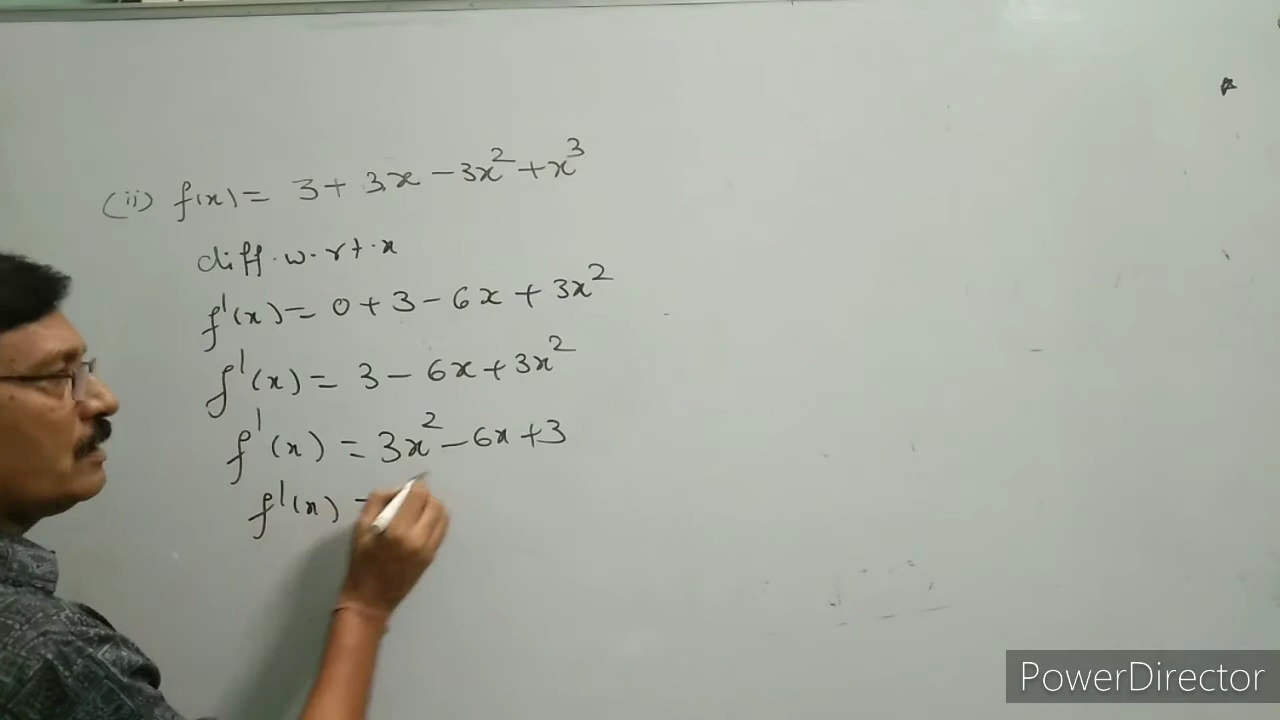 (ii) f(x) = 3 + 3x - 3x² + x³
diff. w. r t. x
f'(x) = 0 + 3 - 6x + 3x²
f'(x) = 3 - 6x + 3x²
f'(x) = 3x² - 6x + 3
f'(x) =
PowerDirector